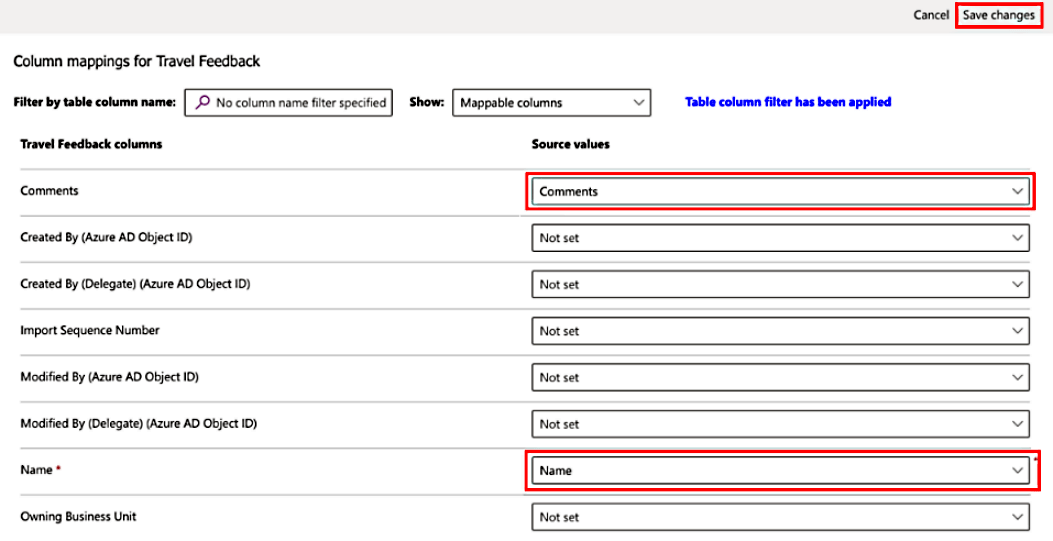 Cancel Save changes
Column mappings for Travel Feedback
Filter by table column name: No column name filter specified Show: Mappable columns Table column filter has been applied
Travel Feedback columns Source values
Comments Comments
Created By (Azure AD Object ID) Not set
Created By (Delegate) (Azure AD Object ID) Not set
Import Sequence Number Not set
Modified By (Azure AD Object ID) Not set
Modified By (Delegate) (Azure AD Object ID) Not set
Name * Name
Owning Business Unit Not set